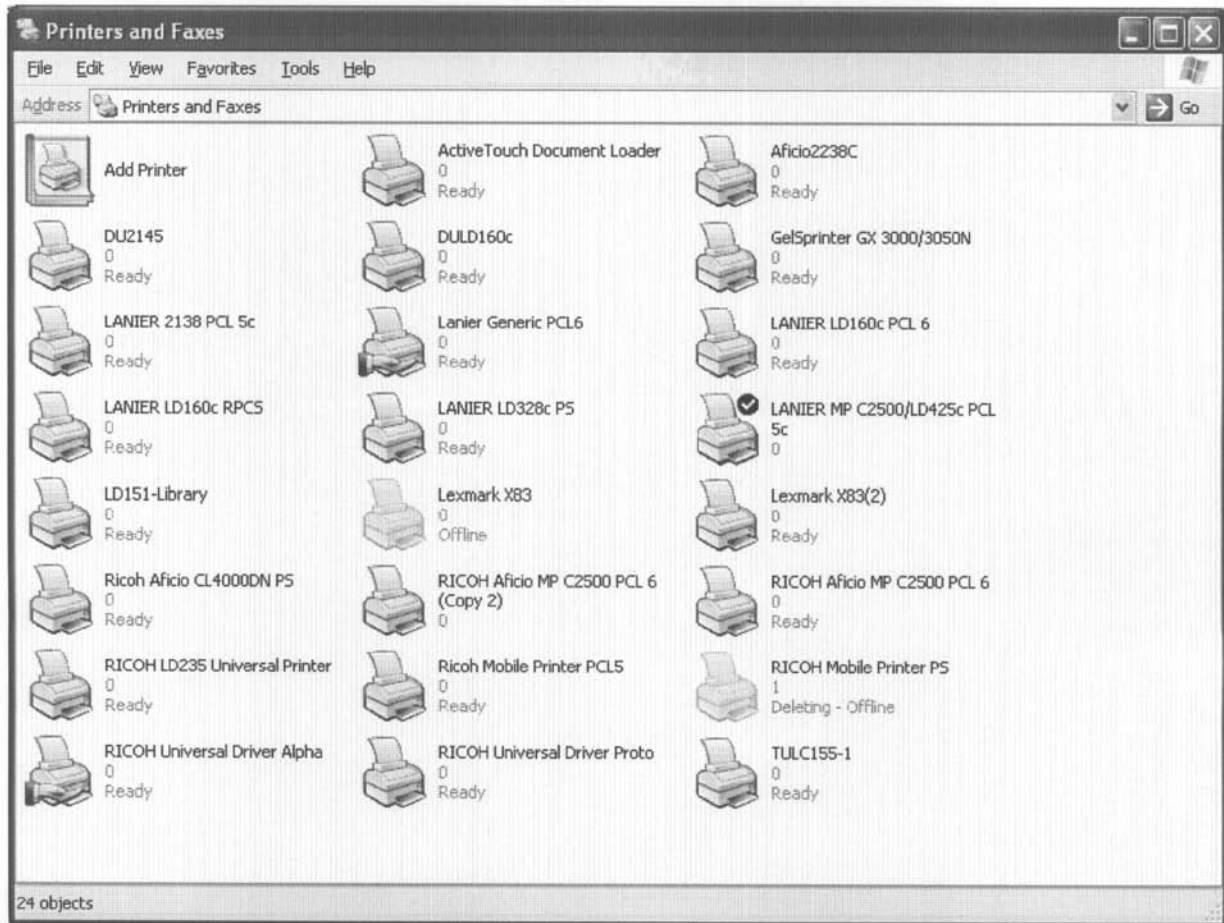 Printers and Faxes
File Edit View Favorites Tools Help
Address Printers and Faxes Go
Add Printer
ActiveTouch Document Loader
0
Ready
Aficio2238C
0
Ready
DU2145
0
Ready
DULD160c
0
Ready
GelSprinter GX 3000/3050N
0
Ready
LANIER 2138 PCL 5c
0
Ready
Lanier Generic PCL6
0
Ready
LANIER LD160c PCL 6
0
Ready
LANIER LD160c RPCS
0
Ready
LANIER LD328c PS
0
Ready
LANIER MP C2500/LD425c PCL
5c
0
LD151-Library
0
Ready
Lexmark X83
0
Offline
Lexmark X83(2)
0
Ready
Ricoh Aficio CL4000DN PS
0
Ready
RICOH Aficio MP C2500 PCL 6
(Copy 2)
0
RICOH Aficio MP C2500 PCL 6
0
Ready
RICOH LD235 Universal Printer
0
Ready
Ricoh Mobile Printer PCL5
0
Ready
RICOH Mobile Printer PS
1
Deleting - Offline
RICOH Universal Driver Alpha
0
Ready
RICOH Universal Driver Proto
0
Ready
TULC155-1
0
Ready
24 objects